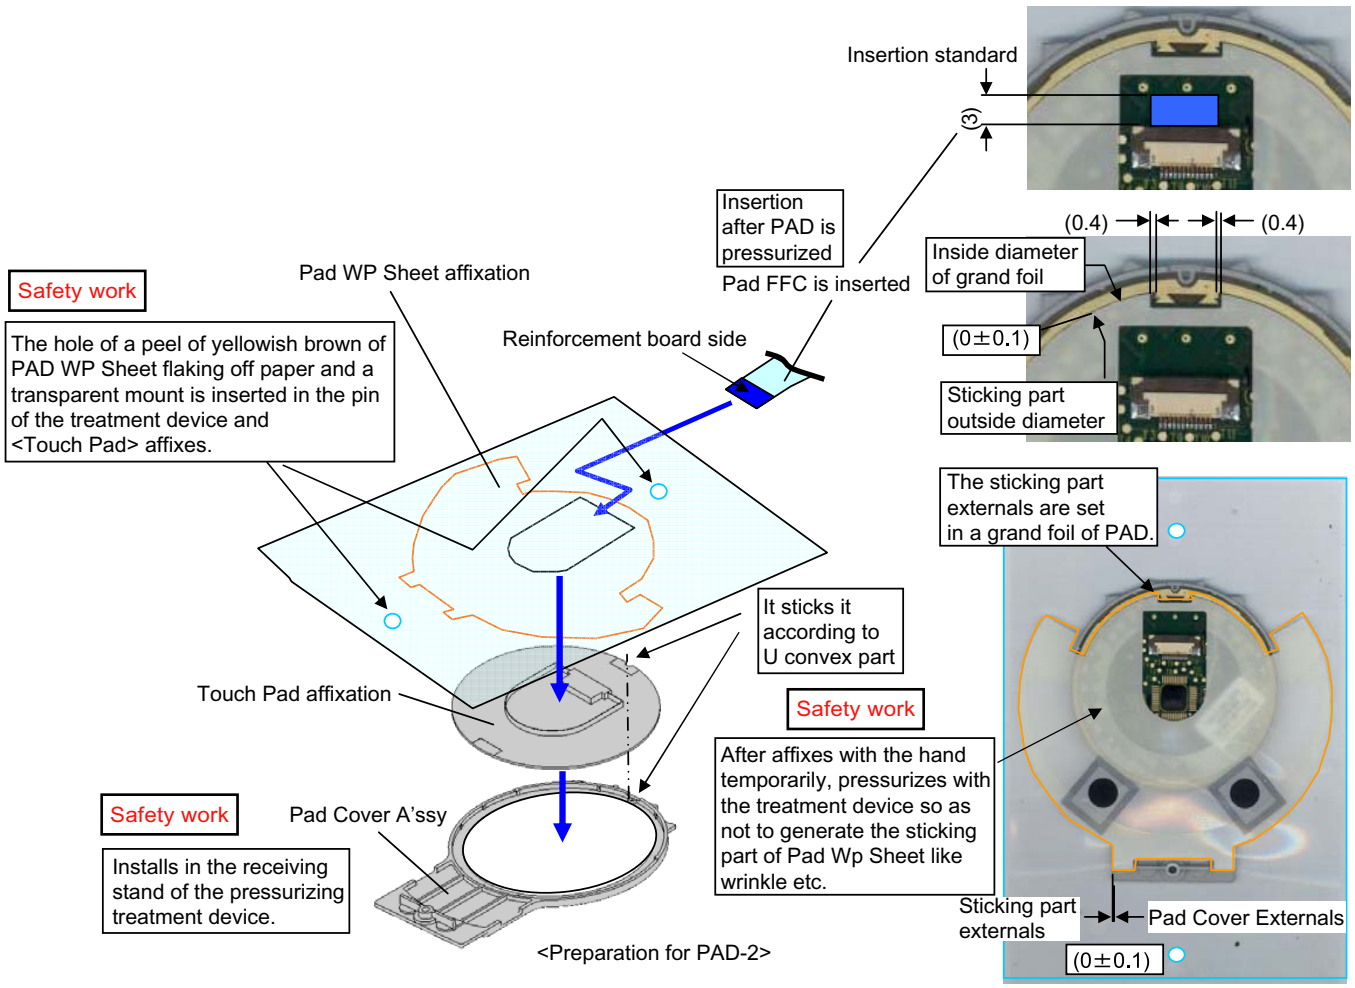 Insertion standard
(3)
Insertion
after PAD is
pressurized
Pad FFC is inserted
(0.4)
(0.4)
Inside diameter
of grand foil
(0±0.1)
Sticking part
outside diameter
Safety work
Pad WP Sheet affixation
Reinforcement board side
The hole of a peel of yellowish brown of
PAD WP Sheet flaking off paper and a
transparent mount is inserted in the pin
of the treatment device and
<Touch Pad> affixes.
The sticking part
externals are set
in a grand foil of PAD.
It sticks it
according to
U convex part
Touch Pad affixation
Safety work
After affixes with the hand
temporarily, pressurizes with
the treatment device so as
not to generate the sticking
part of Pad Wp Sheet like
wrinkle etc.
Safety work
Pad Cover A'ssy
Installs in the receiving
stand of the pressurizing
treatment device.
Sticking part
externals
Pad Cover Externals
(0±0.1)
<Preparation for PAD-2>